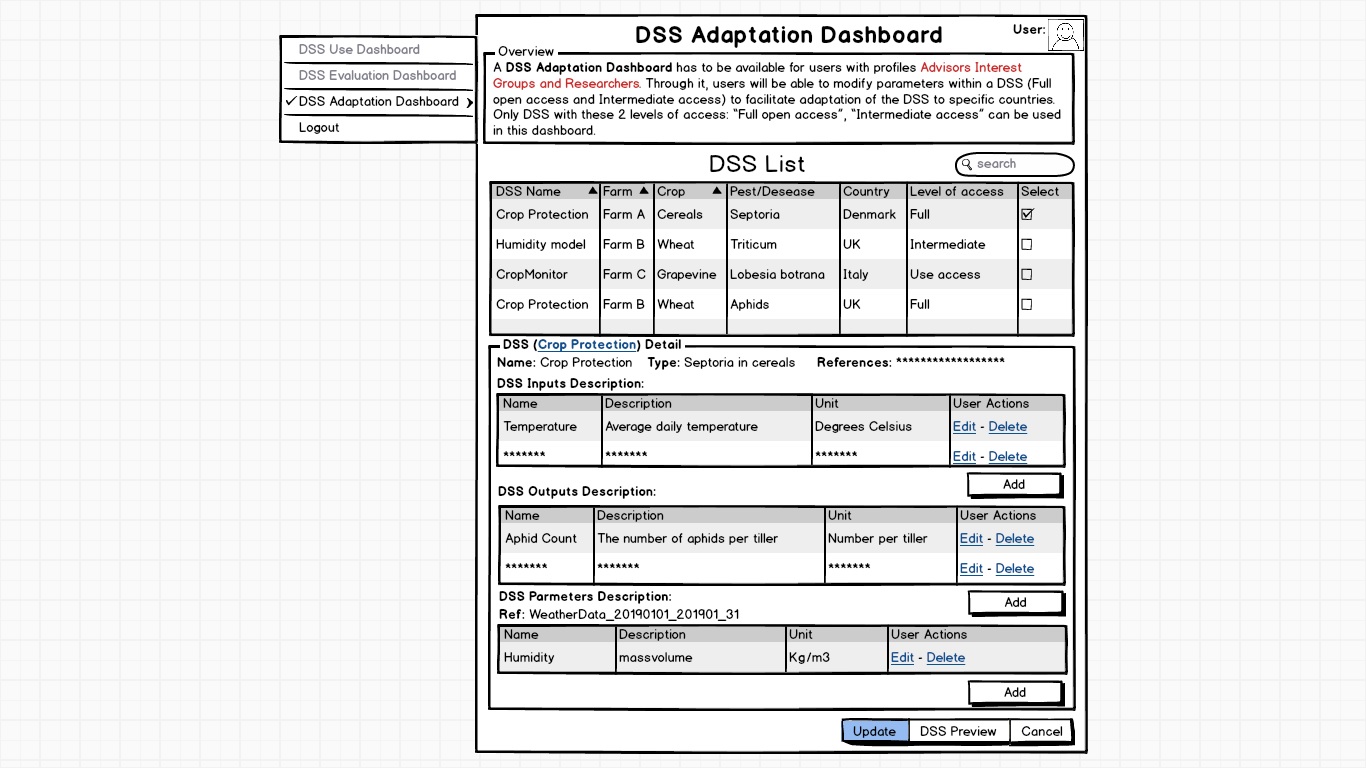 DSS Use Dashboard
DSS Evaluation Dashboard
DSS Adaptation Dashboard
Logout
DSS Adaptation Dashboard
User:
Overview
A DSS Adaptation Dashboard has to be available for users with profiles Advisors Interest
Groups and Researchers. Through it, users will be able to modify parameters within a DSS (Full
open access and Intermediate access) to facilitate adaptation of the DSS to specific countries.
Only DSS with these 2 levels of access: "Full open access", "Intermediate access" can be used
in this dashboard.
DSS List
search
DSS Name Farm Crop Pest/Desease Country Level of access Select
Crop Protection Farm A Cereals Septoria Denmark Full
Humidity model Farm B Wheat Triticum UK Intermediate
CropMonitor Farm C Grapevine Lobesia botrana Italy Use access
Crop Protection Farm B Wheat Aphids UK Full
DSS (Crop Protection) Detail
Name: Crop Protection Type: Septoria in cereals References: ******************
DSS Inputs Description:
Name Description Unit User Actions
Temperature Average daily temperature Degrees Celsius Edit - Delete
******* ******* ******* Edit - Delete
Add
DSS Outputs Description:
Name Description Unit User Actions
Aphid Count The number of aphids per tiller Number per tiller Edit - Delete
******* ******* ******* Edit - Delete
Add
DSS Parmeters Description:
Ref: WeatherData_20190101_201901_31
Name Description Unit User Actions
Humidity massvolume Kg/m3 Edit - Delete
Add
Update DSS Preview Cancel